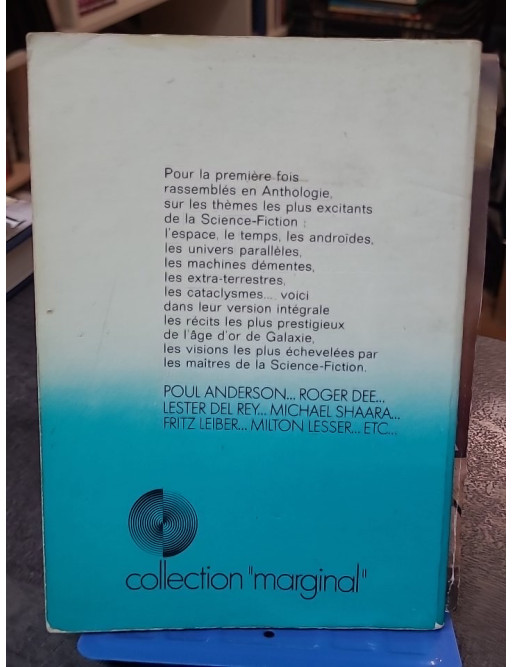 Pour la première fois
rassemblés en Anthologie,
sur les thèmes les plus excitants
de la Science-Fiction :
l'espace, le temps, les androïdes,
les univers parallèles,
les machines démentes,
les extra-terrestres,
les cataclysmes... voici
dans leur version intégrale
les récits les plus prestigieux
de l'âge d'or de Galaxie,
les visions les plus échevelées par
les maîtres de la Science-Fiction.
POUL ANDERSON... ROGER DEE...
LESTER DEL REY... MICHAEL SHAARA...
FRITZ LEIBER... MILTON LESSER... ETC...
collection "marginal"